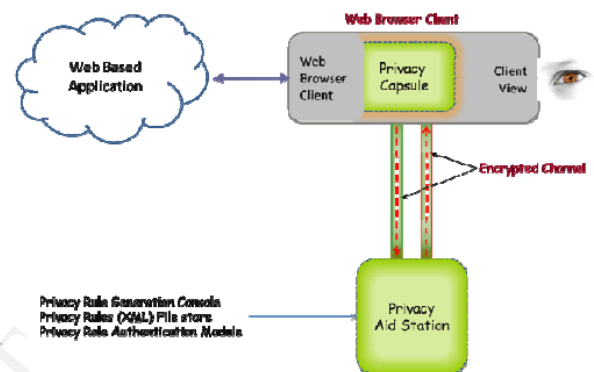 Web Browser Client
Web Based
Application
Web
Browser
Client
Privacy
Capsule
Client
View
Encrypted Channel
Privacy Rule Generation Console
Privacy Rules (XML) File store
Privacy Role Authentication Module
Privacy
Aid Station